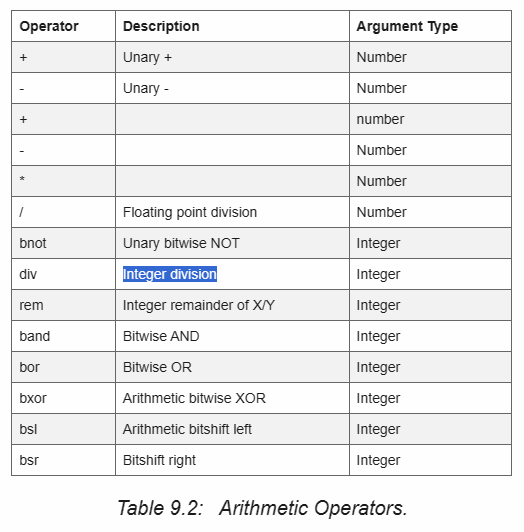 Operator Description Argument Type
+ Unary + Number
- Unary - Number
+ number
- Number
* Number
/ Floating point division Number
bnot Unary bitwise NOT Integer
div Integer division Integer
rem Integer remainder of X/Y Integer
band Bitwise AND Integer
bor Bitwise OR Integer
bxor Arithmetic bitwise XOR Integer
bsl Arithmetic bitshift left Integer
bsr Bitshift right Integer
Table 9.2: Arithmetic Operators.